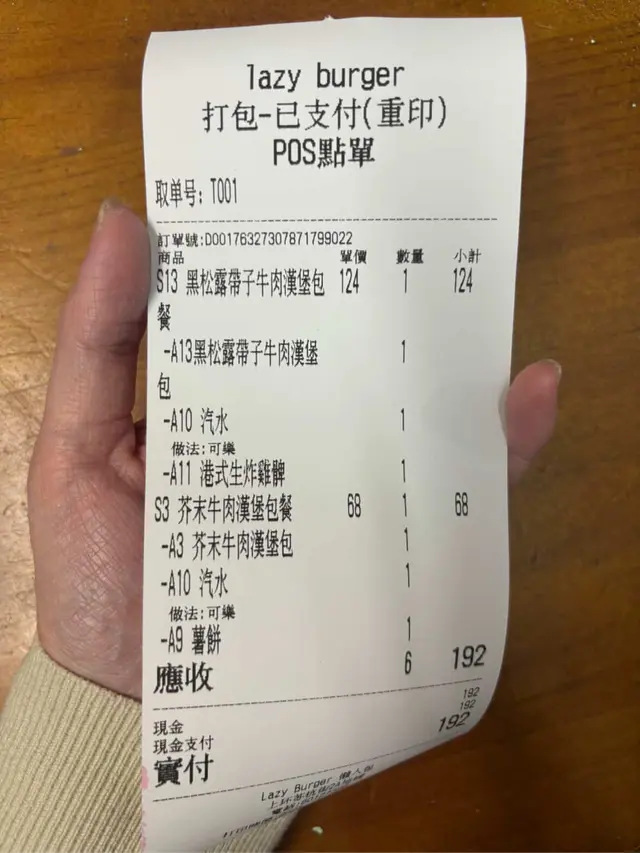 lazy burger
打包-已支付(重印)
POS點單
取单号: T001
訂單號:D001763273078717​99022
商品 單價 數量 小計
S13 黑松露帶子牛肉漢堡包 124 1 124
餐
-A13黑松露帶子牛肉漢堡 1
包
-A10 汽水 1
做法:可樂
-A11 港式生炸雞髀 1
S3 芥末牛肉漢堡包餐 68 1 68
-A3 芥末牛肉漢堡包 1
-A10 汽水 1
做法:可樂
-A9 薯餅 1
應收 6 192
現金 192
現金支付 192
實付 192
Lazy Burger 懶人包